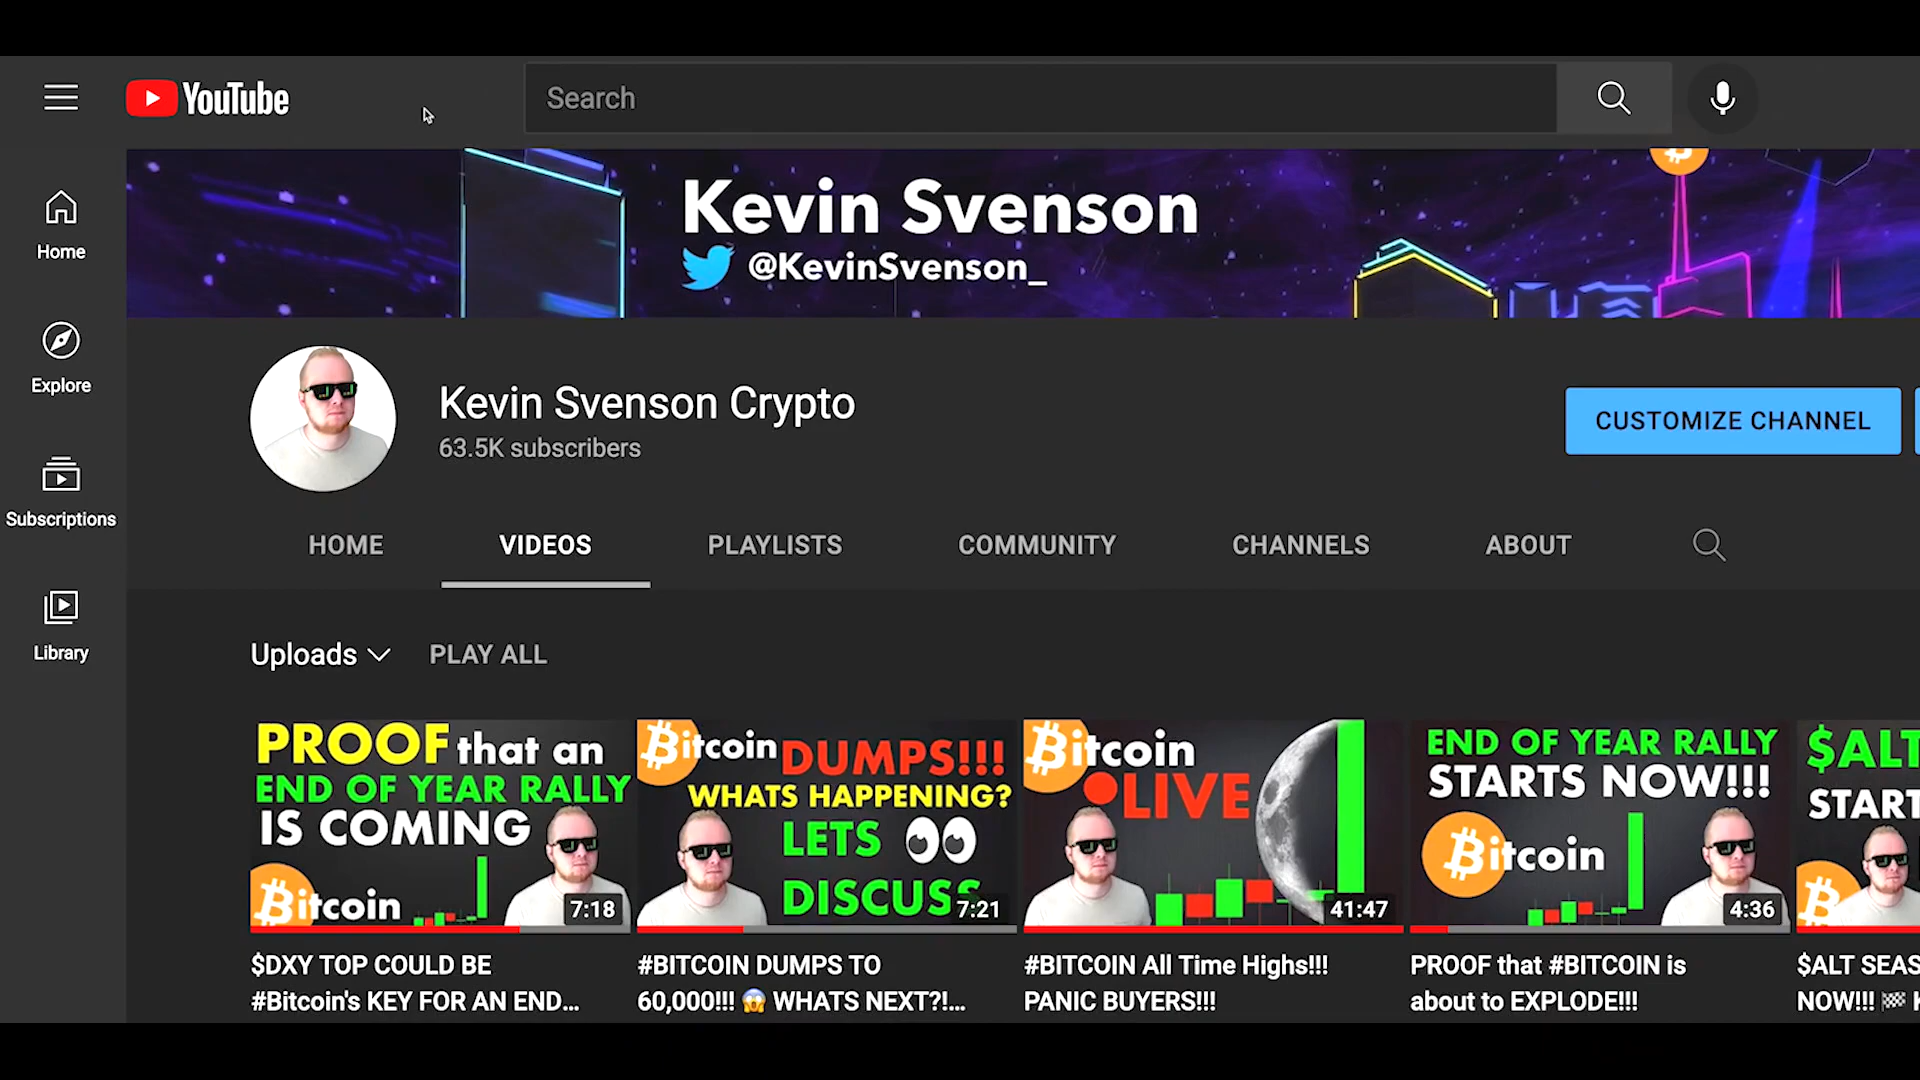 YouTube
Search
Home
Explore
Subscriptions
Library
Kevin Svenson
@KevinSvenson_
Kevin Svenson Crypto
63.5K subscribers
CUSTOMIZE CHANNEL
HOME VIDEOS PLAYLISTS COMMUNITY CHANNELS ABOUT
Uploads PLAY ALL
PROOF that an
END OF YEAR RALLY
IS COMING
Bitcoin
7:18
$DXY TOP COULD BE
#Bitcoin's KEY FOR AN END...
Bitcoin DUMPS!!!
WHATS HAPPENING?
LETS 👀
DISCUSS
7:21
#BITCOIN DUMPS TO
60,000!!! 😱 WHATS NEXT?!...
Bitcoin
LIVE
41:47
#BITCOIN All Time Highs!!!
PANIC BUYERS!!!
END OF YEAR RALLY
STARTS NOW!!!
Bitcoin
4:36
PROOF that #BITCOIN is
about to EXPLODE!!!
$ALT
START
$ALT SEAS
NOW!!! 🏁